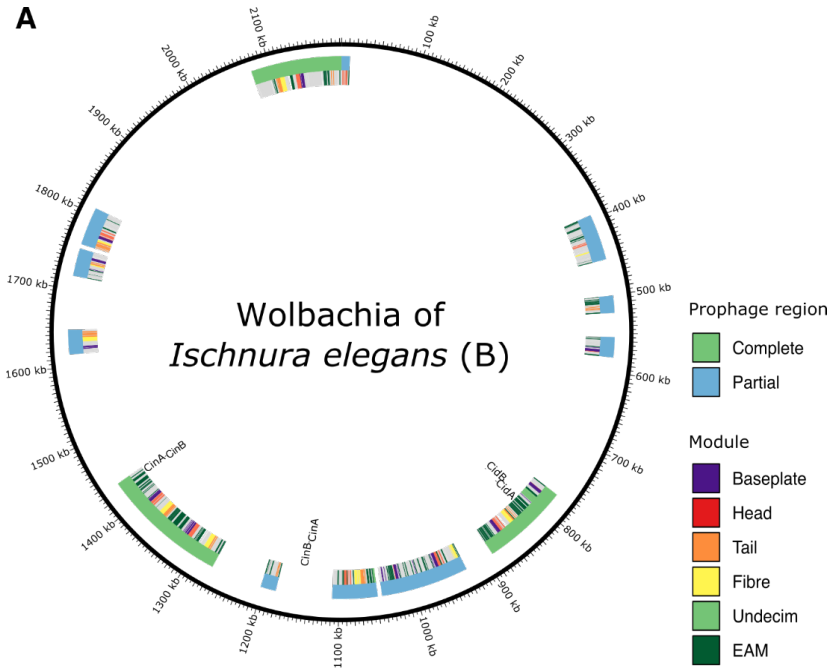 A
100 kb
200 kb
300 kb
400 kb
500 kb
600 kb
700 kb
800 kb
900 kb
1000 kb
1100 kb
1200 kb
1300 kb
1400 kb
1500 kb
1600 kb
1700 kb
1800 kb
1900 kb
2000 kb
2100 kb
Wolbachia of
Ischnura elegans (B)
CidB
CidA
CinB CinA
CinA CinB
Prophage region
Complete
Partial
Module
Baseplate
Head
Tail
Fibre
Undecim
EAM